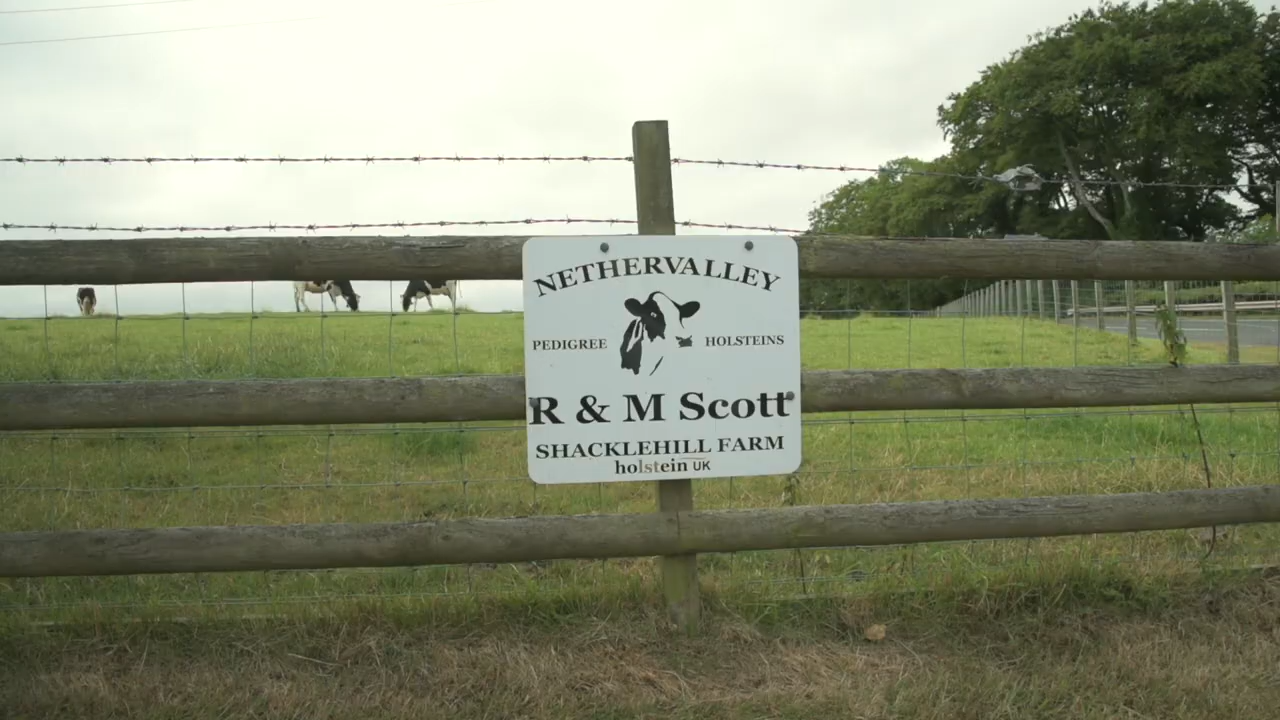 NETHERVALLEY
PEDIGREE HOLSTEINS
R & M Scott
SHACKLEHILL FARM
holstein UK